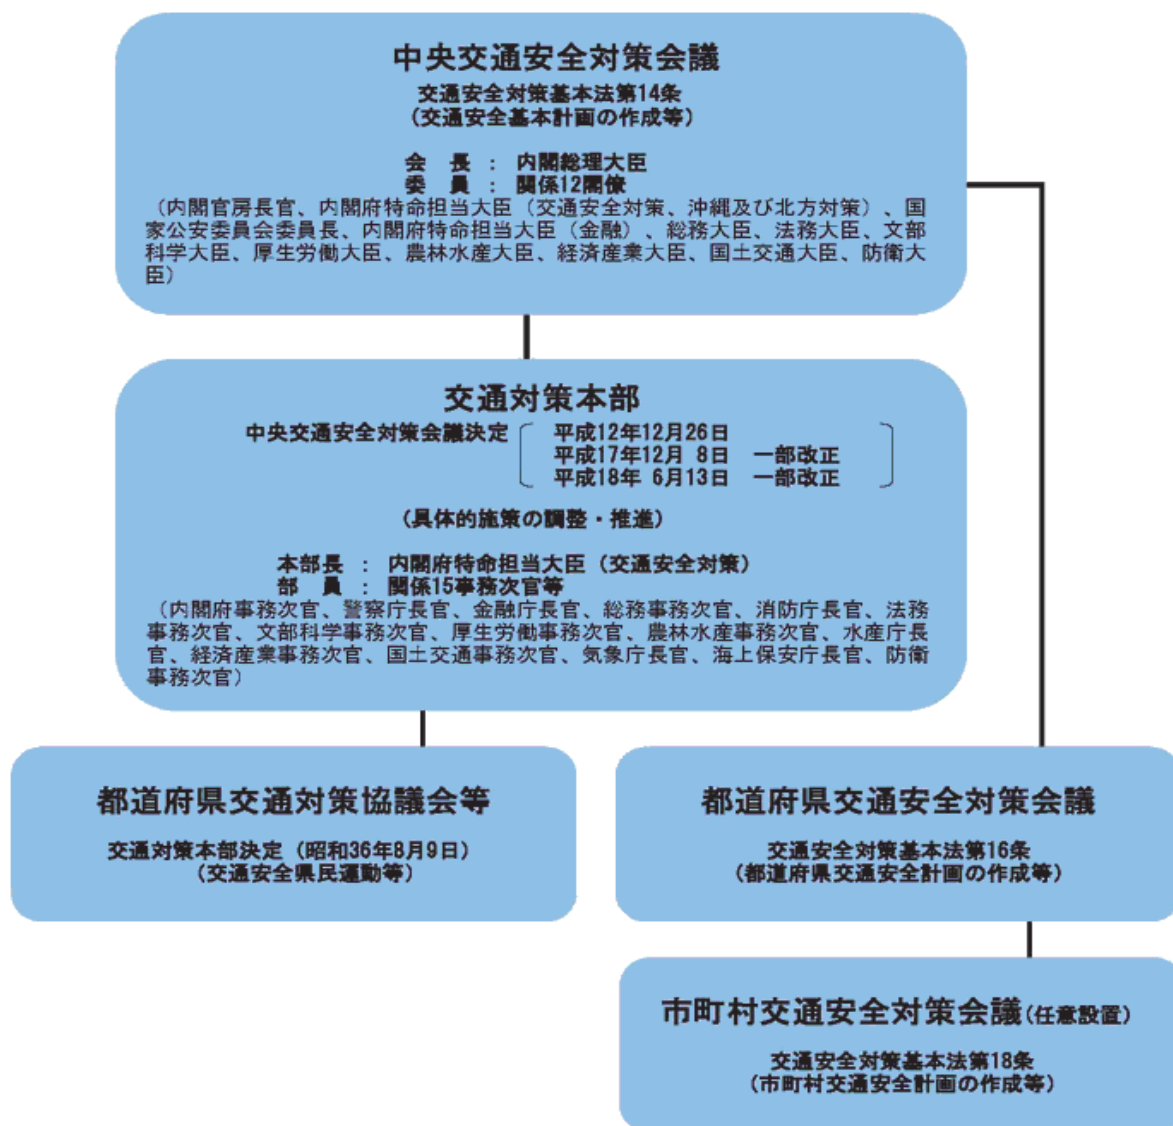 中央交通安全対策会議
交通安全対策基本法第14条
(交通安全基本計画の作成等)
会　長　：　内閣総理大臣
委　員　：　関係12閣僚
（内閣官房長官、内閣府特命担当大臣（交通安全対策、沖縄及び北方対策）、国
家公安委員会委員長、内閣府特命担当大臣（金融）、総務大臣、法務大臣、文部
科学大臣、厚生労働大臣、農林水産大臣、経済産業大臣、国土交通大臣、防衛大
臣）
交通対策本部
中央交通安全対策会議決定
平成12年12月26日
平成17年12月 8日　一部改正
平成18年 6月13日　一部改正
(具体的施策の調整・推進)
本部長　：　内閣府特命担当大臣（交通安全対策）
部　員　：　関係15事務次官等
（内閣府事務次官、警察庁長官、金融庁長官、総務事務次官、消防庁長官、法務
事務次官、文部科学事務次官、厚生労働事務次官、農林水産事務次官、水産庁長
官、経済産業事務次官、国土交通事務次官、気象庁長官、海上保安庁長官、防衛
事務次官）
都道府県交通対策協議会等
交通対策本部決定（昭和36年8月9日）
(交通安全県民運動等)
都道府県交通安全対策会議
交通安全対策基本法第16条
(都道府県交通安全計画の作成等)
市町村交通安全対策会議(任意設置)
交通安全対策基本法第18条
(市町村交通安全計画の作成等)